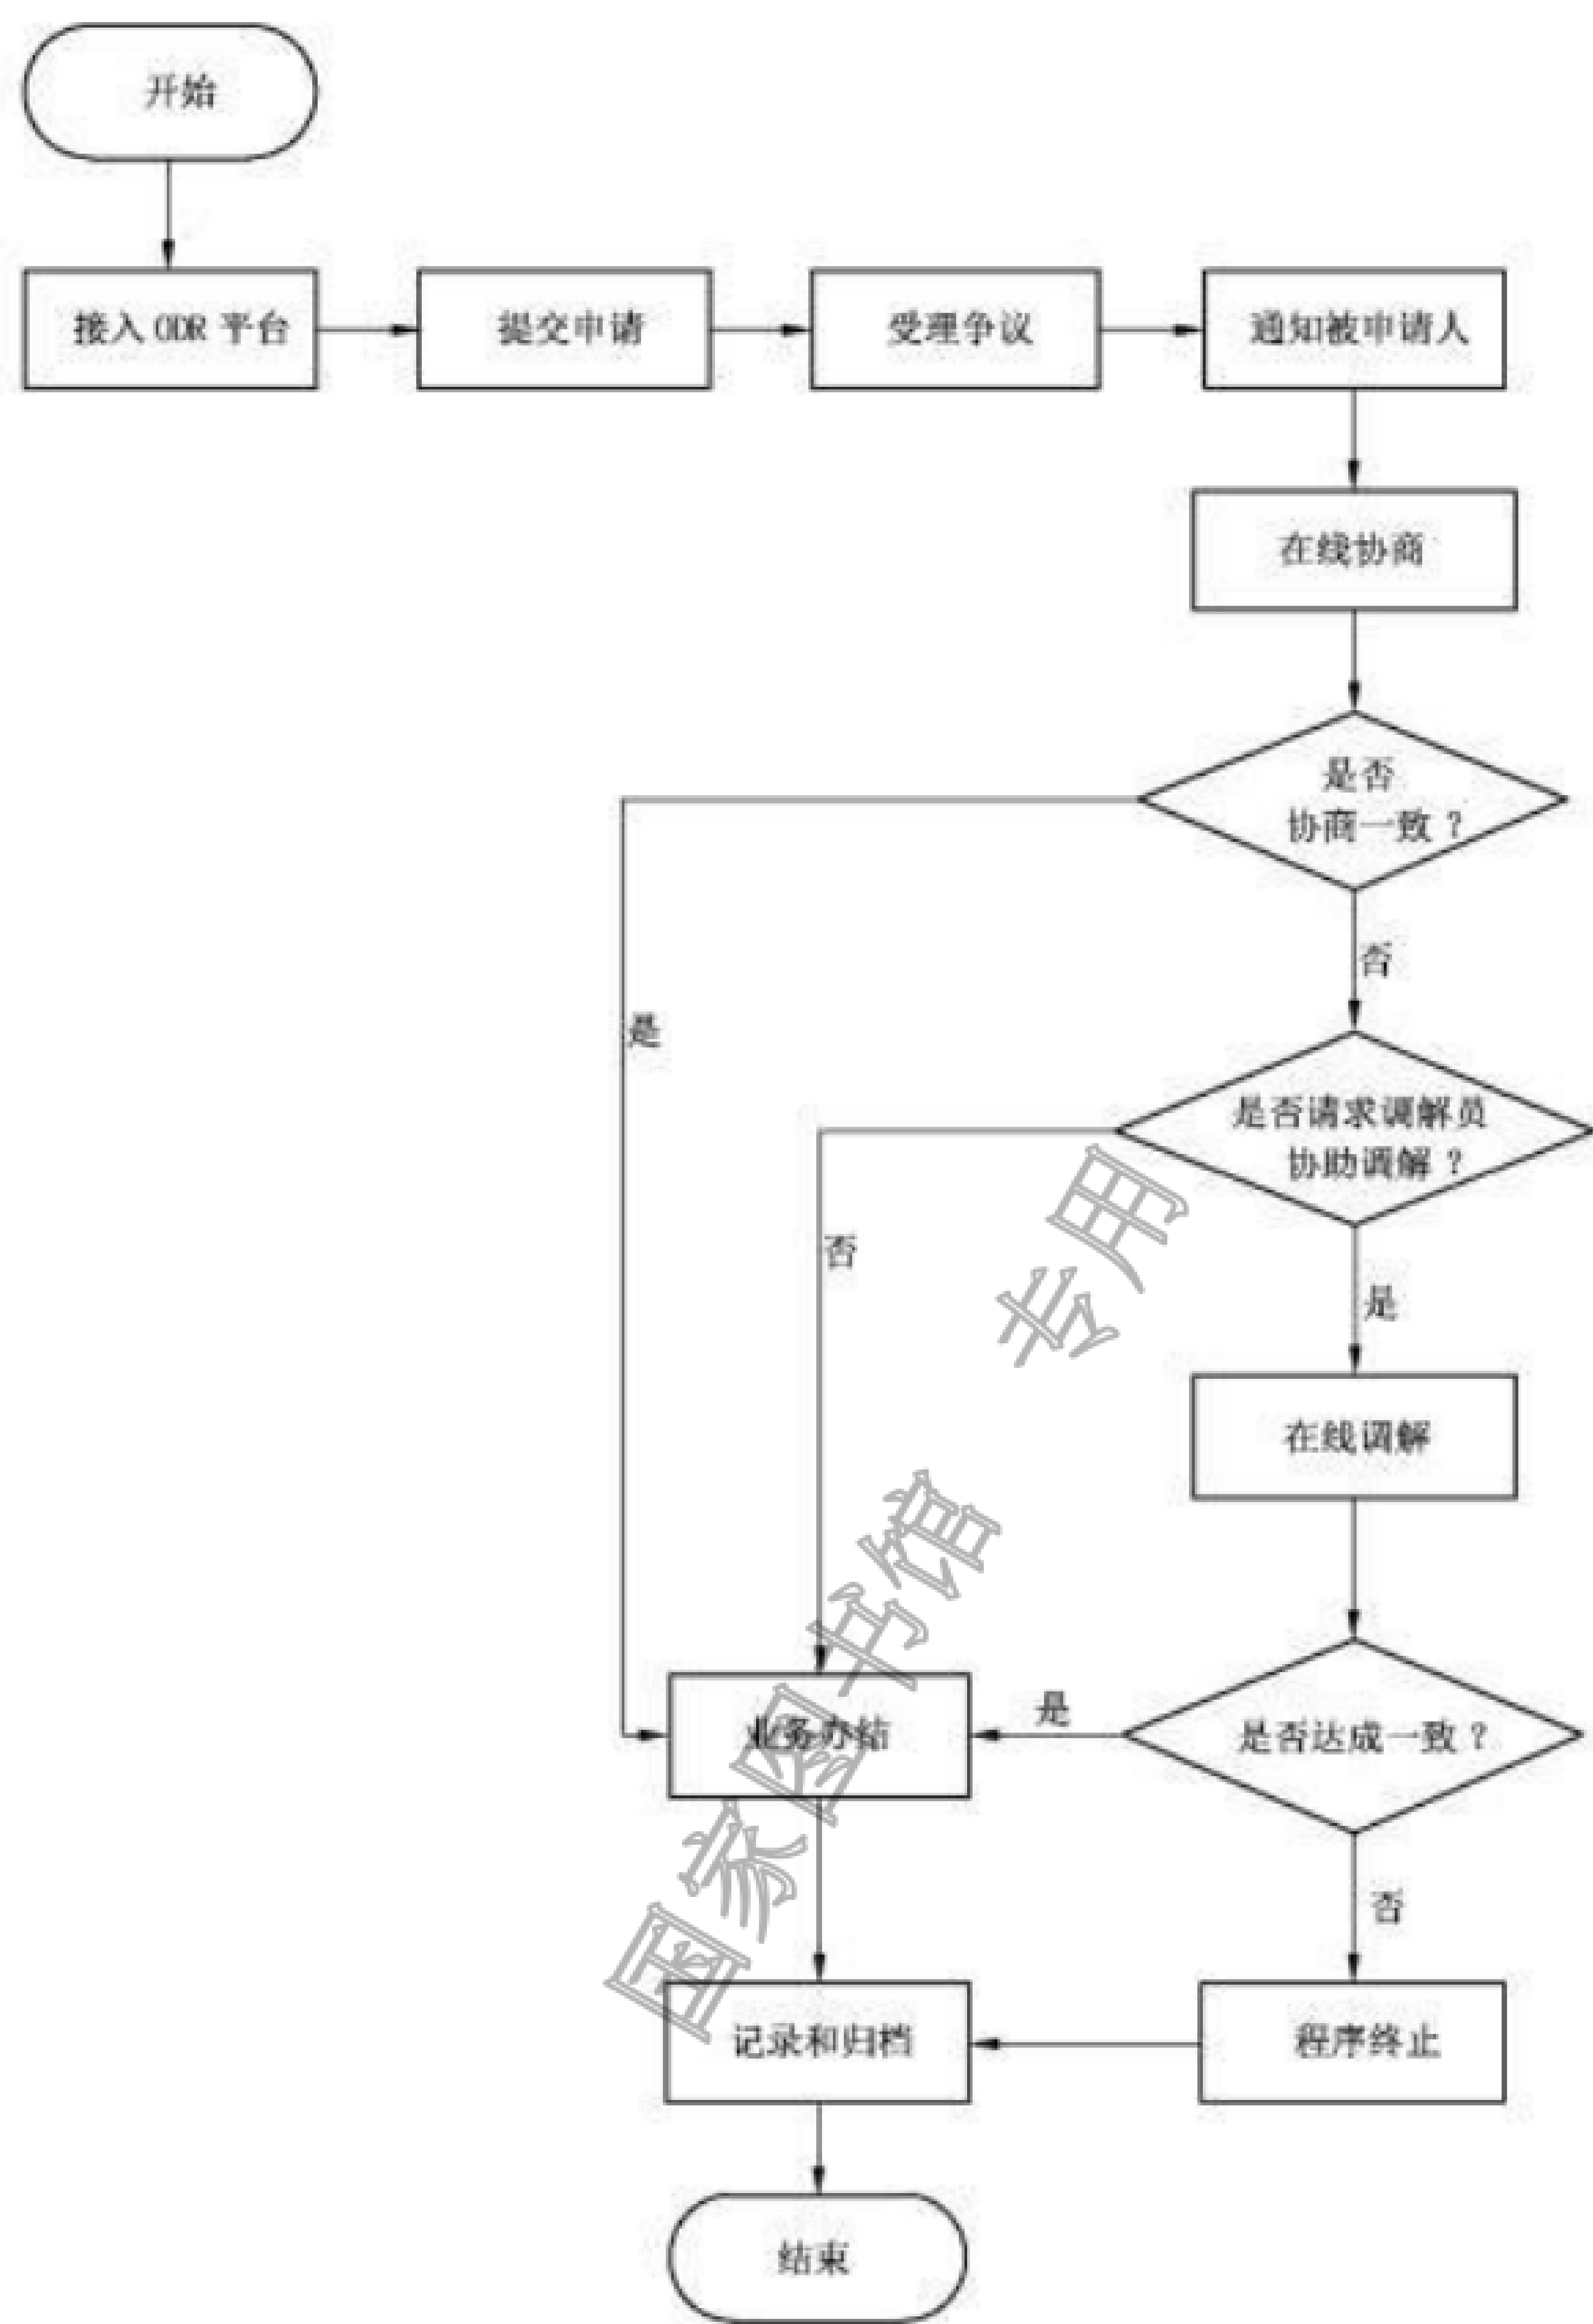 开始
接入 ODR 平台
提交申请
受理争议
通知被申请人
在线协商
是否
协商一致？
否
是
是否请求调解员
协助调解？
否
是
在线调解
业务办结
是
是否达成一致？
否
记录和归档
程序终止
结束
国家图书馆 专用